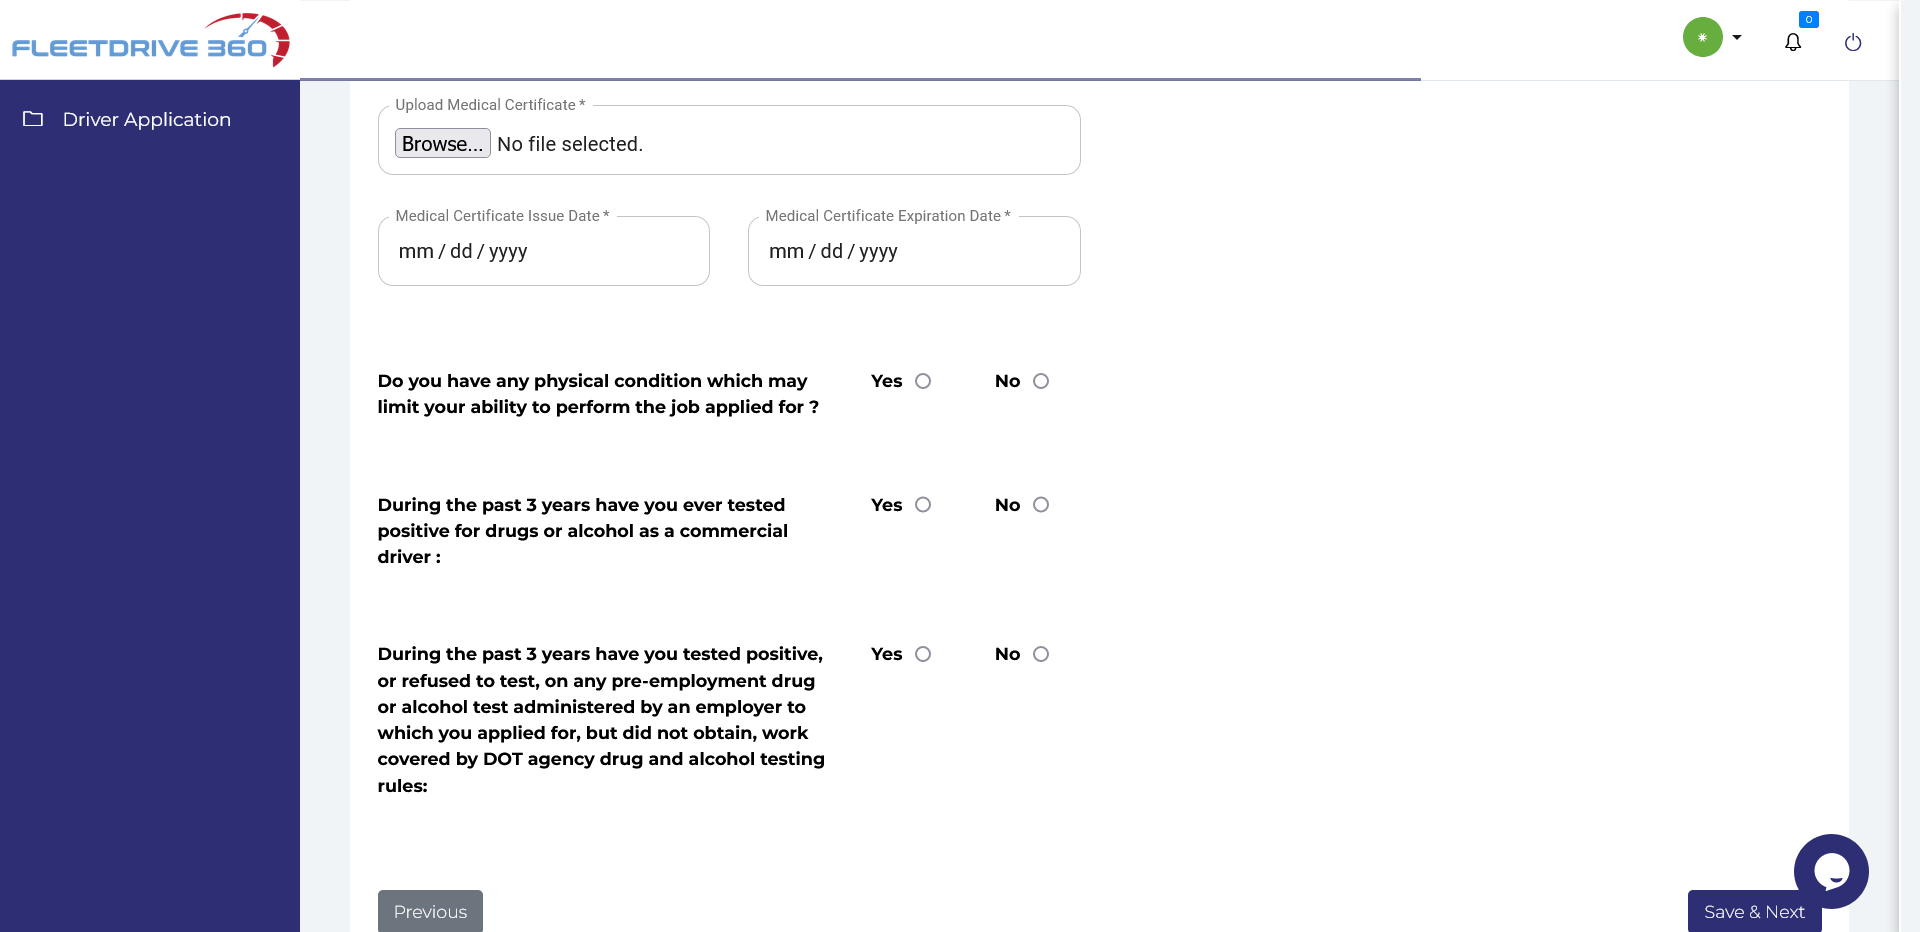 FLEETDRIVE 360
0
Driver Application
Upload Medical Certificate *
Browse... No file selected.
Medical Certificate Issue Date * Medical Certificate Expiration Date *
mm / dd / yyyy mm / dd / yyyy
Do you have any physical condition which may Yes No
limit your ability to perform the job applied for ?
During the past 3 years have you ever tested Yes No
positive for drugs or alcohol as a commercial
driver :
During the past 3 years have you tested positive, Yes No
or refused to test, on any pre-employment drug
or alcohol test administered by an employer to
which you applied for, but did not obtain, work
covered by DOT agency drug and alcohol testing
rules:
Previous Save & Next